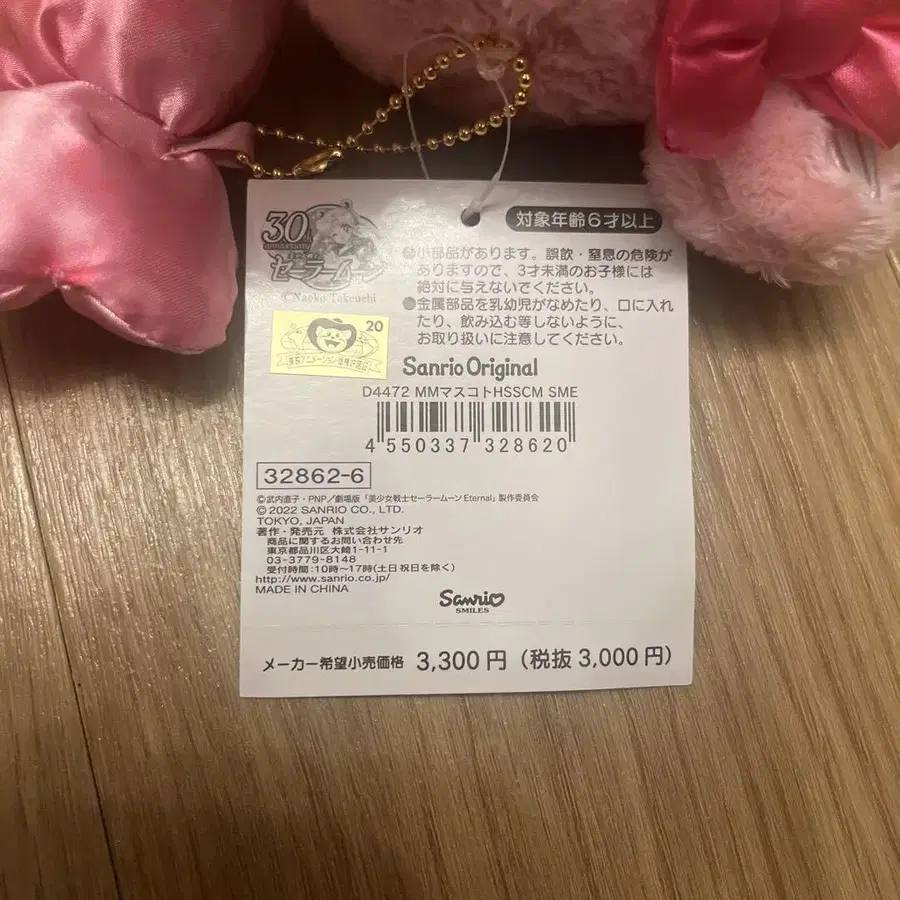 30th
anniversary
セーラームーン
©Naoko Takeuchi
20
対象年齢6才以上
●小部品があります。誤飲・窒息の危険が
ありますので、3才未満のお子様には
絶対に与えないでください。
●金属部品を乳幼児がなめたり、口に入れ
たり、飲み込む等しないように、
お取り扱いに注意してください。
Sanrio Original
D4472 MMマスコトHSSCM SME
4 550337 328620
32862-6
©武内直子・PNP／劇場版「美少女戦士セーラームーンEternal」製作委員会
© 2022 SANRIO CO., LTD.
TOKYO, JAPAN
著作・発売元 株式会社サンリオ
商品に関するお問い合わせ先
東京都品川区大崎1-11-1
03-3779-8148
受付時間：10時～17時(土日祝日を除く)
http://www.sanrio.co.jp/
MADE IN CHINA
Sanrio
SMILES
メーカー希望小売価格 3,300円（税抜3,000円）